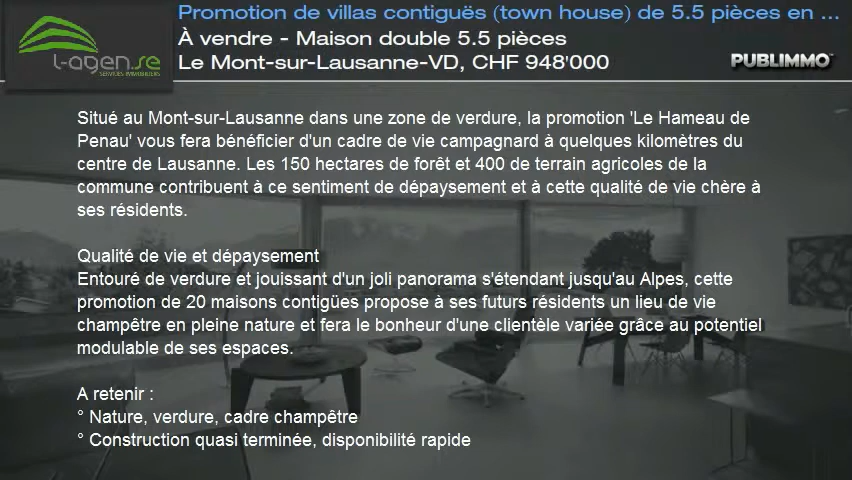 Promotion de villas contiguës (town house) de 5.5 pièces en ...
À vendre - Maison double 5.5 pièces
Le Mont-sur-Lausanne-VD, CHF 948'000
l-agen.se
SERVICES IMMOBILIERS
PUBLIMMO
Situé au Mont-sur-Lausanne dans une zone de verdure, la promotion 'Le Hameau de
Penau' vous fera bénéficier d'un cadre de vie campagnard à quelques kilomètres du
centre de Lausanne. Les 150 hectares de forêt et 400 de terrain agricoles de la
commune contribuent à ce sentiment de dépaysement et à cette qualité de vie chère à
ses résidents.
Qualité de vie et dépaysement
Entouré de verdure et jouissant d'un joli panorama s'étendant jusqu'au Alpes, cette
promotion de 20 maisons contigües propose à ses futurs résidents un lieu de vie
champêtre en pleine nature et fera le bonheur d'une clientèle variée grâce au potentiel
modulable de ses espaces.
A retenir :
° Nature, verdure, cadre champêtre
° Construction quasi terminée, disponibilité rapide